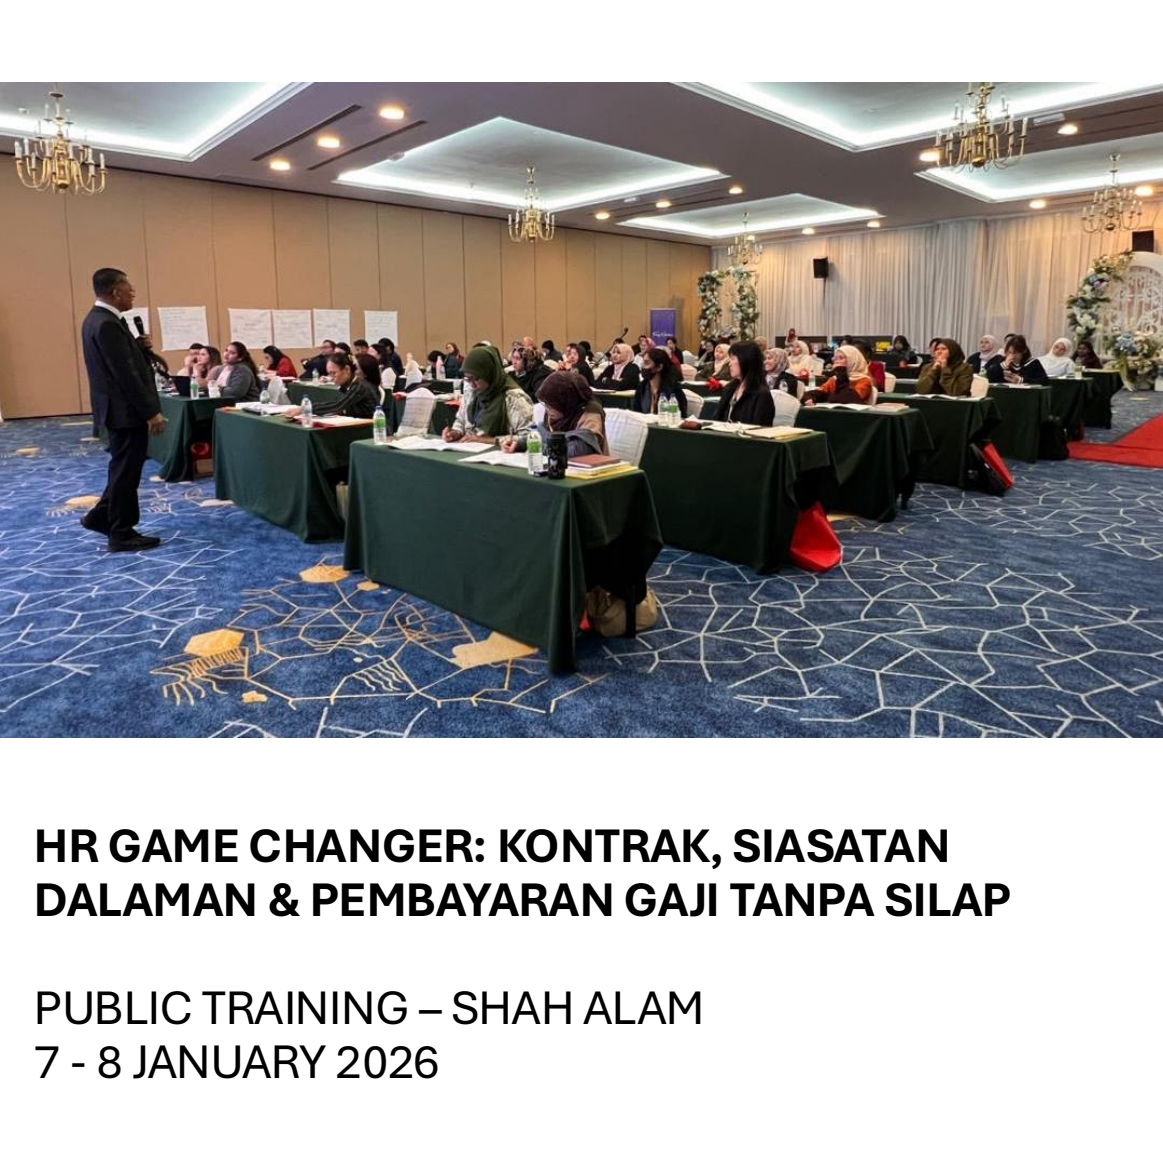 HR GAME CHANGER: KONTRAK, SIASATAN
DALAMAN & PEMBAYARAN GAJI TANPA SILAP
PUBLIC TRAINING – SHAH ALAM
7 - 8 JANUARY 2026